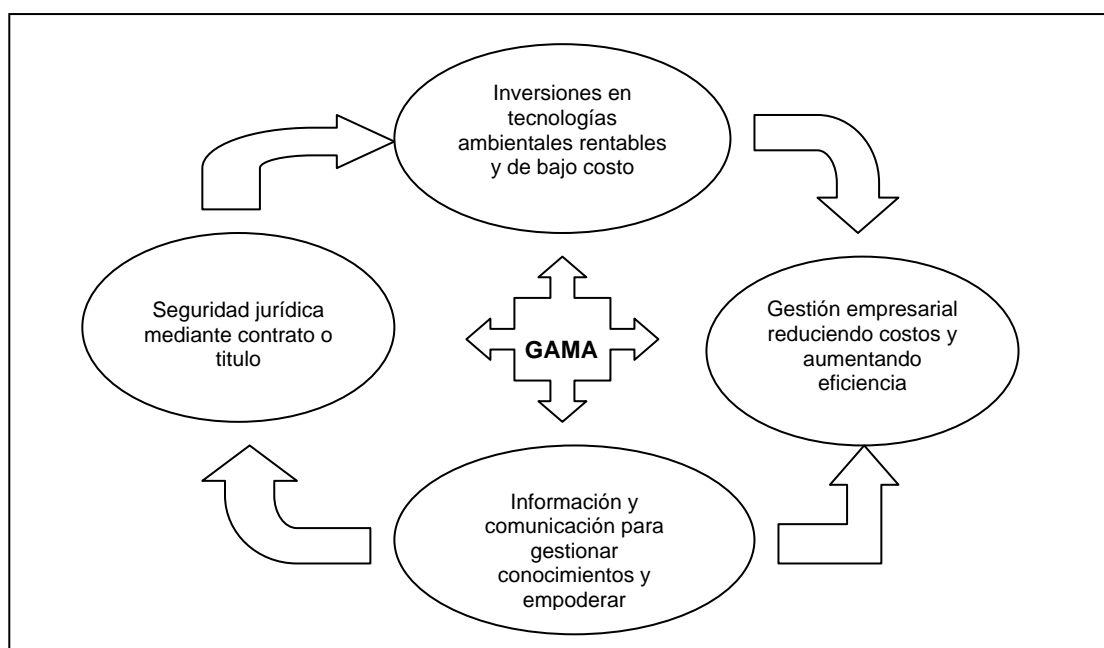 Inversiones en
tecnologías
ambientales rentables
y de bajo costo
Seguridad jurídica
mediante contrato o
titulo
GAMA
Gestión empresarial
reduciendo costos y
aumentando
eficiencia
Información y
comunicación para
gestionar
conocimientos y
empoderar